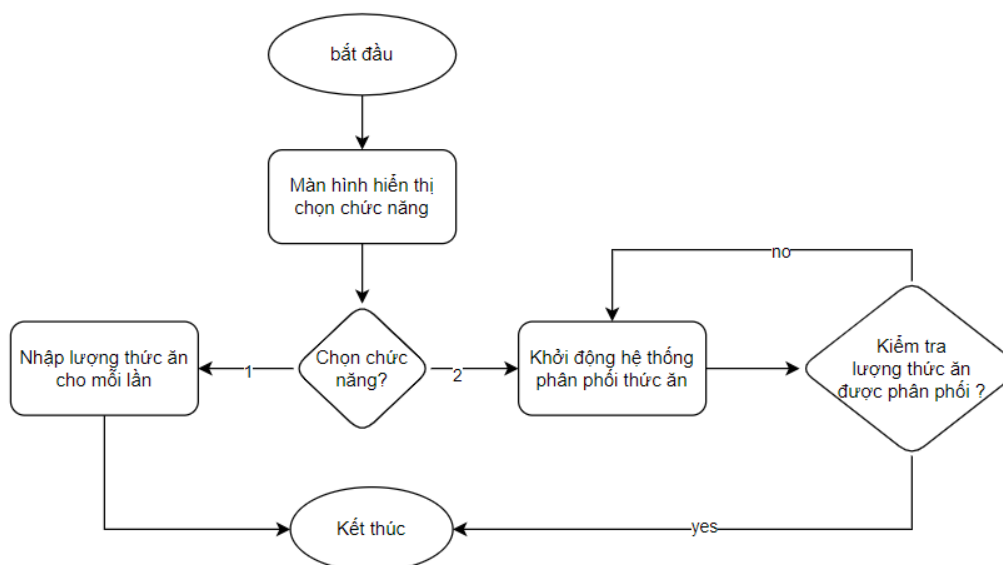 bắt đầu
Màn hình hiển thị
chọn chức năng
no
Nhập lượng thức ăn
cho mỗi lần
1
Chọn chức
năng?
2
Khởi động hệ thống
phân phối thức ăn
Kiểm tra
lượng thức ăn
được phân phối ?
Kết thúc
yes